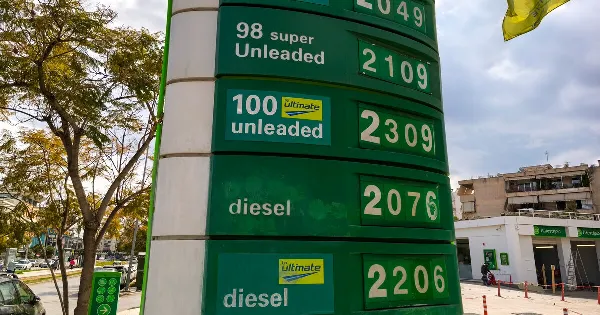 2049
98 super
Unleaded
2109
100 ultimate
unleaded
2309
diesel
2076
ultimate
diesel
2206